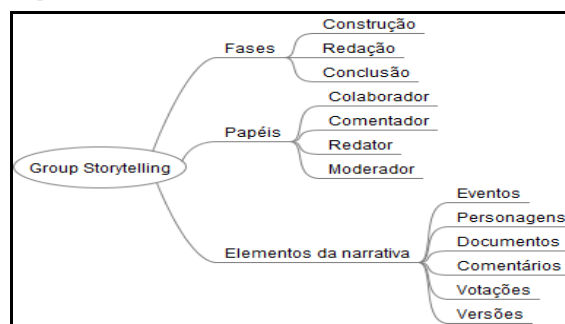 Group Storytelling
Fases
Construção
Redação
Conclusão
Papéis
Colaborador
Comentador
Redator
Moderador
Elementos da narrativa
Eventos
Personagens
Documentos
Comentários
Votações
Versões